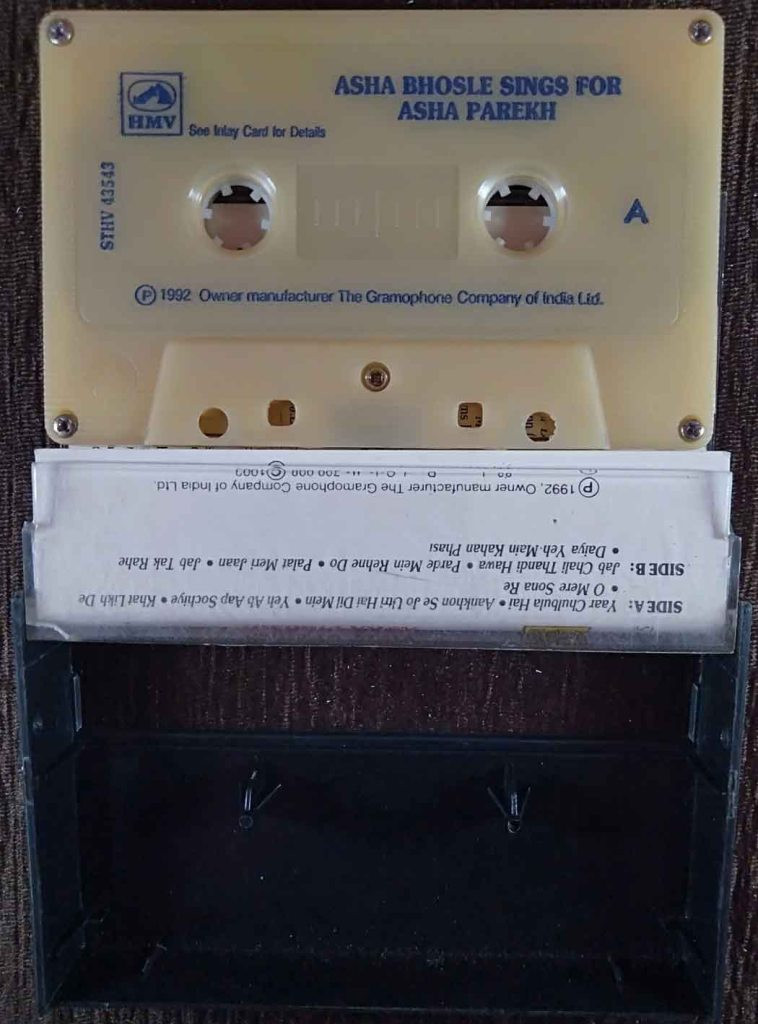 HMV
See Inlay Card for Details
ASHA BHOSLE SINGS FOR
ASHA PAREKH
STHV 43543
A
℗ 1992 Owner manufacturer The Gramophone Company of India Ltd.
SIDE A: Yaar Chulbula Hai • Aankhon Se Jo Utri Hai Dil Mein • Yeh Ab Aap Sochiye • Khat Likh De
• O Mere Sona Re
SIDE B: Jab Chali Thandi Hawa • Parde Mein Rehne Do • Palat Meri Jaan • Jab Tak Rahe
• Daiya Yeh Main Kahan Phasi
℗ 1992, Owner manufacturer The Gramophone Company of India Ltd.